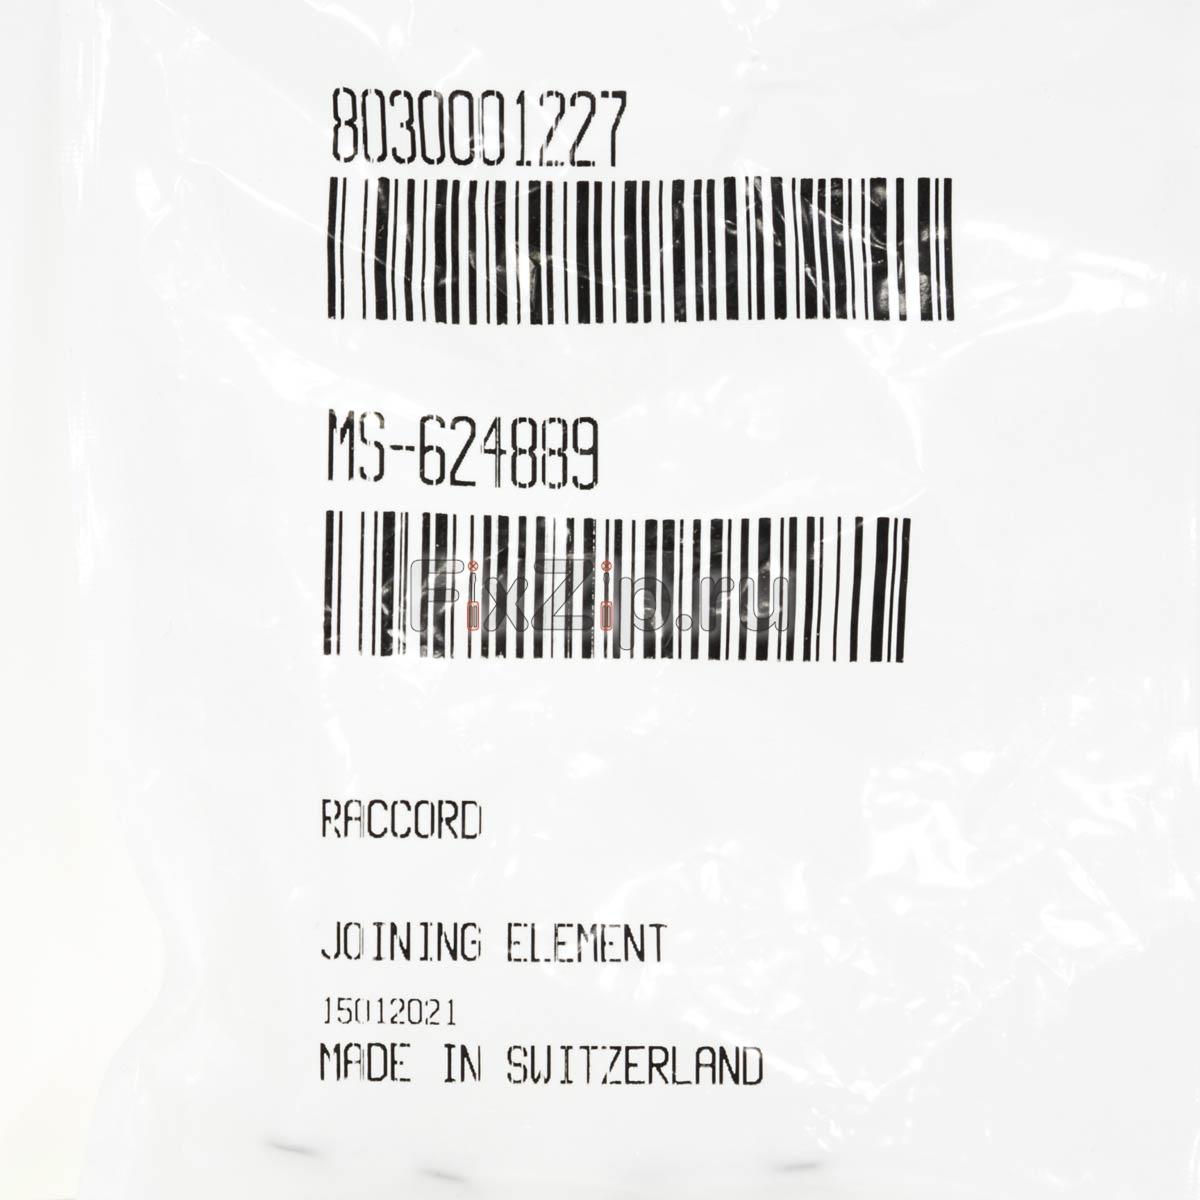 8030001227
MS-624889
FixZip.ru
RACCORD
JOINING ELEMENT
15012021
MADE IN SWITZERLAND